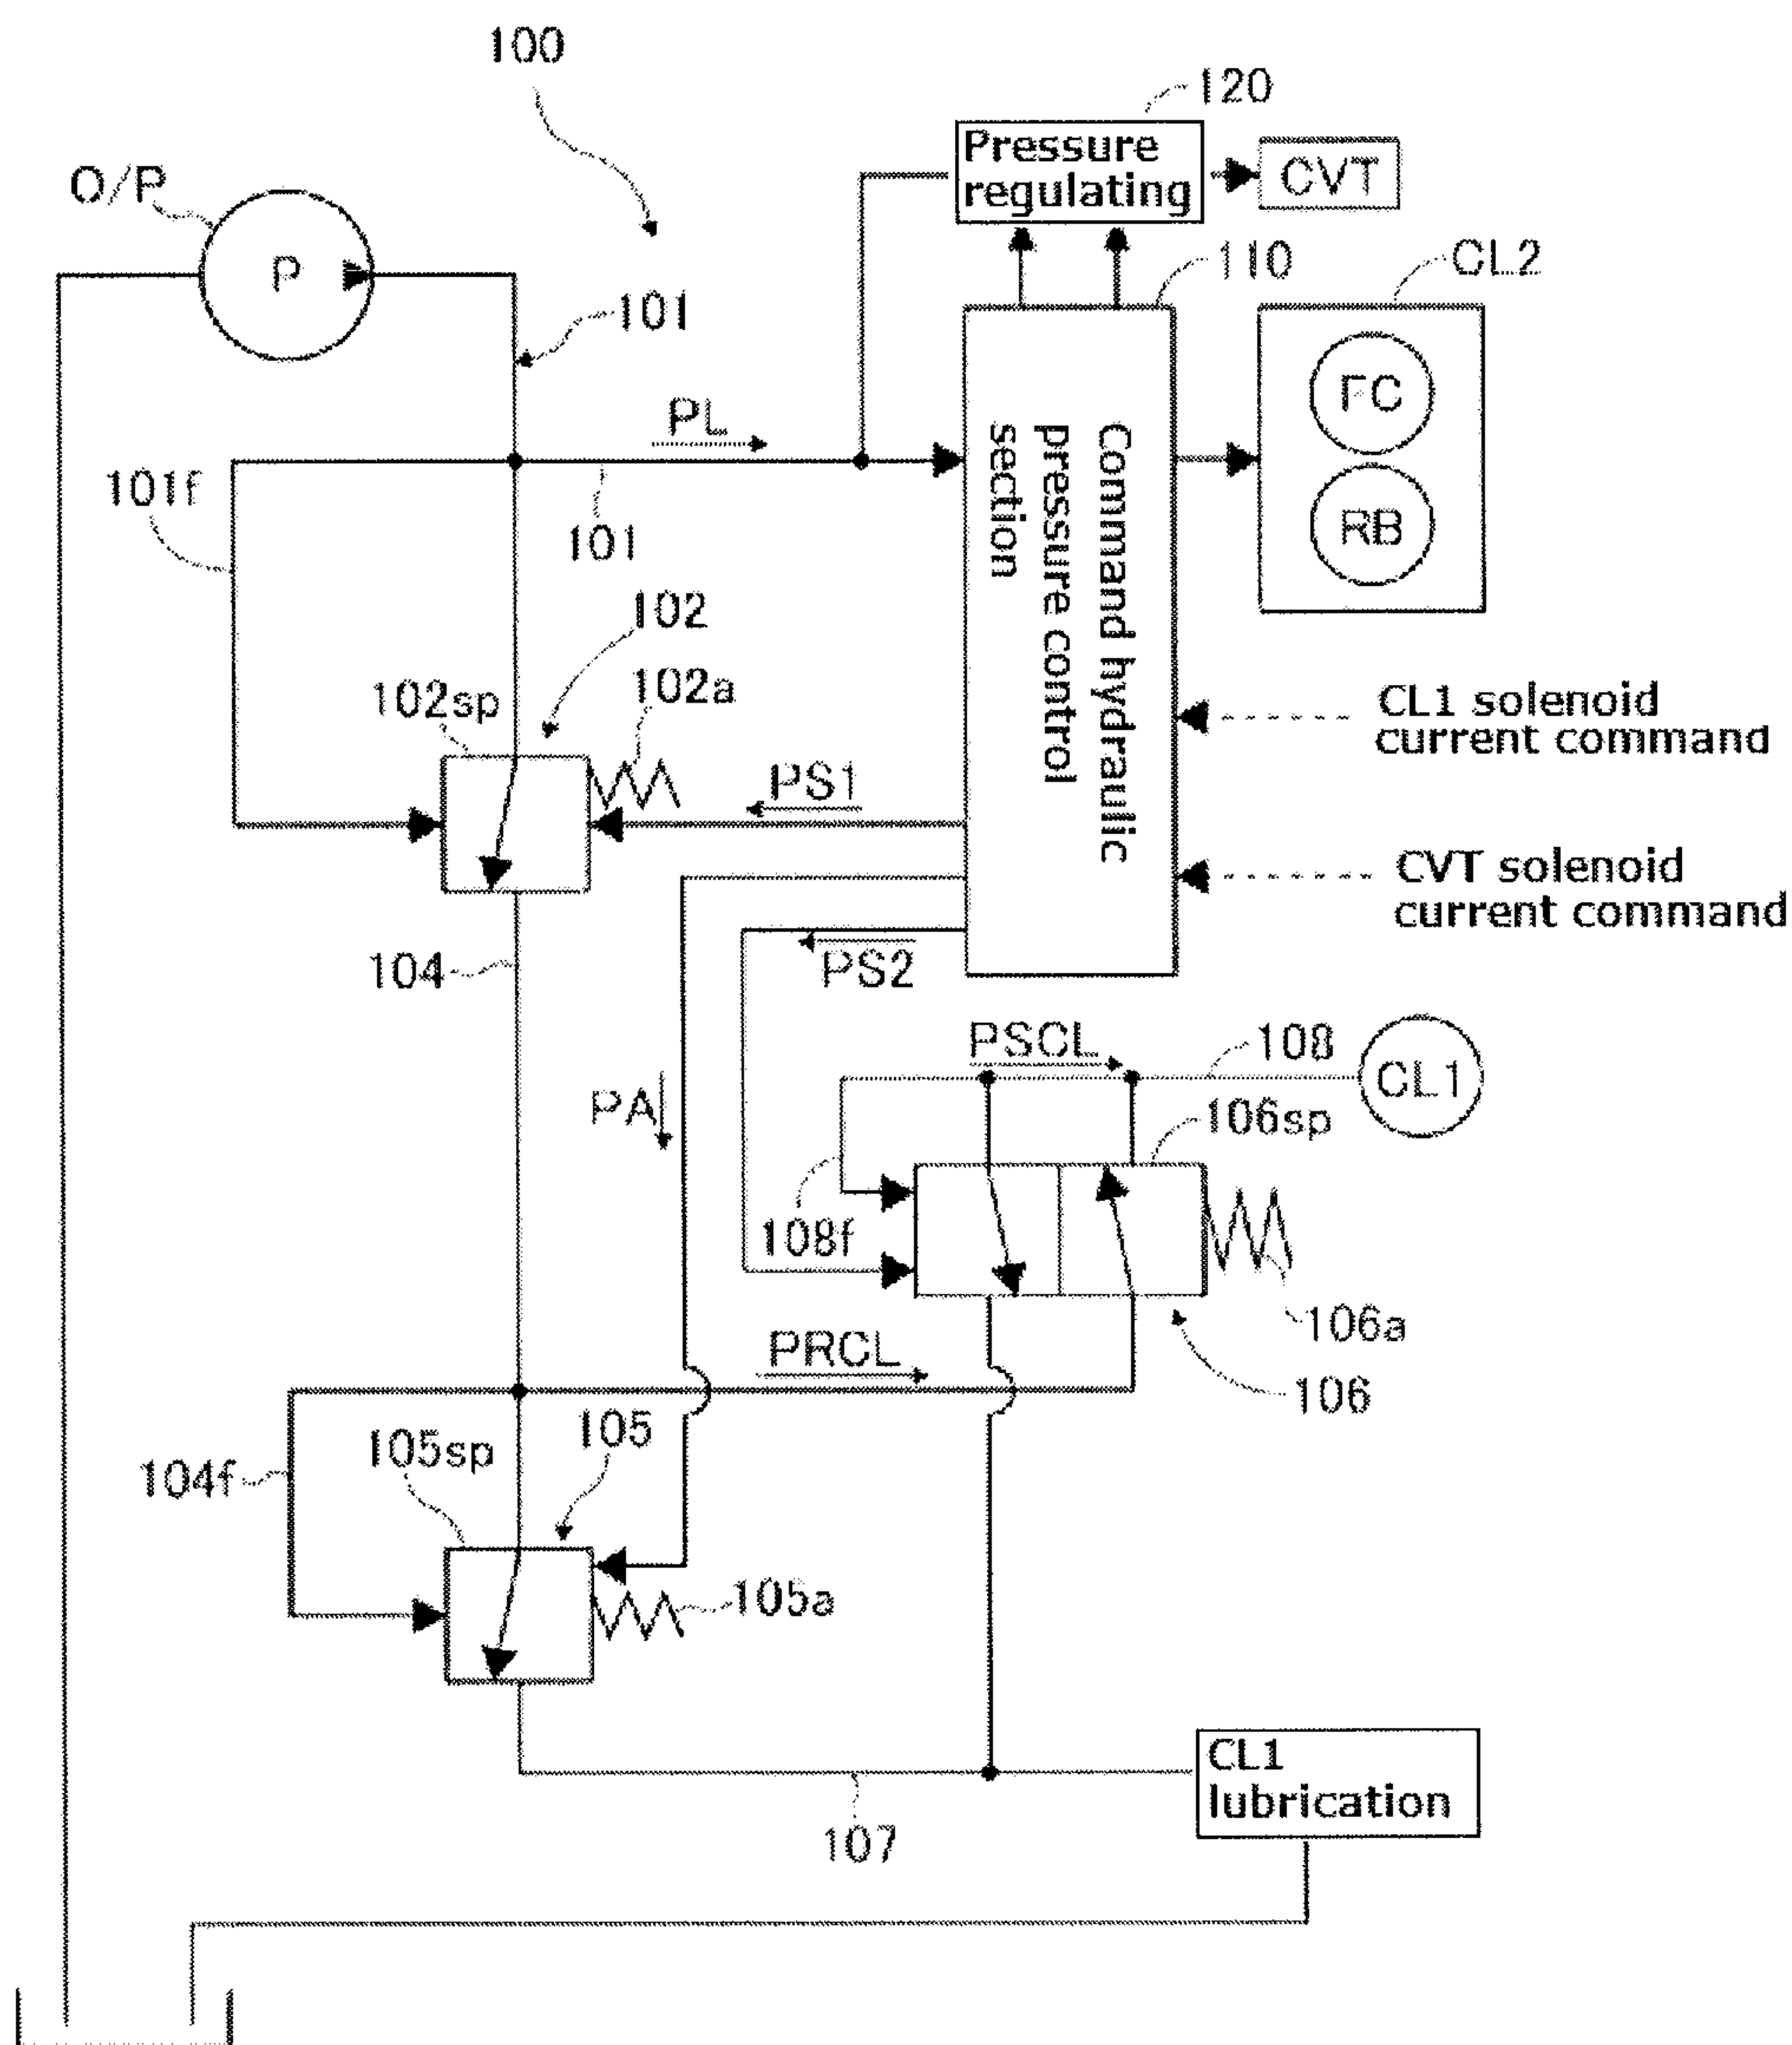 100
120
Pressure
regulating
CVT
O/P
P
110
CL2
101
FC
PL
101f
101
RB
Command hydraulic
pressure control
section
102
102a
102sp
CL1 solenoid
current command
PS1
CVT solenoid
current command
104
PS2
PSCL
108
CL1
PA
106sp
108f
106a
PRCL
106
105
105sp
104f
105a
CL1
lubrication
107